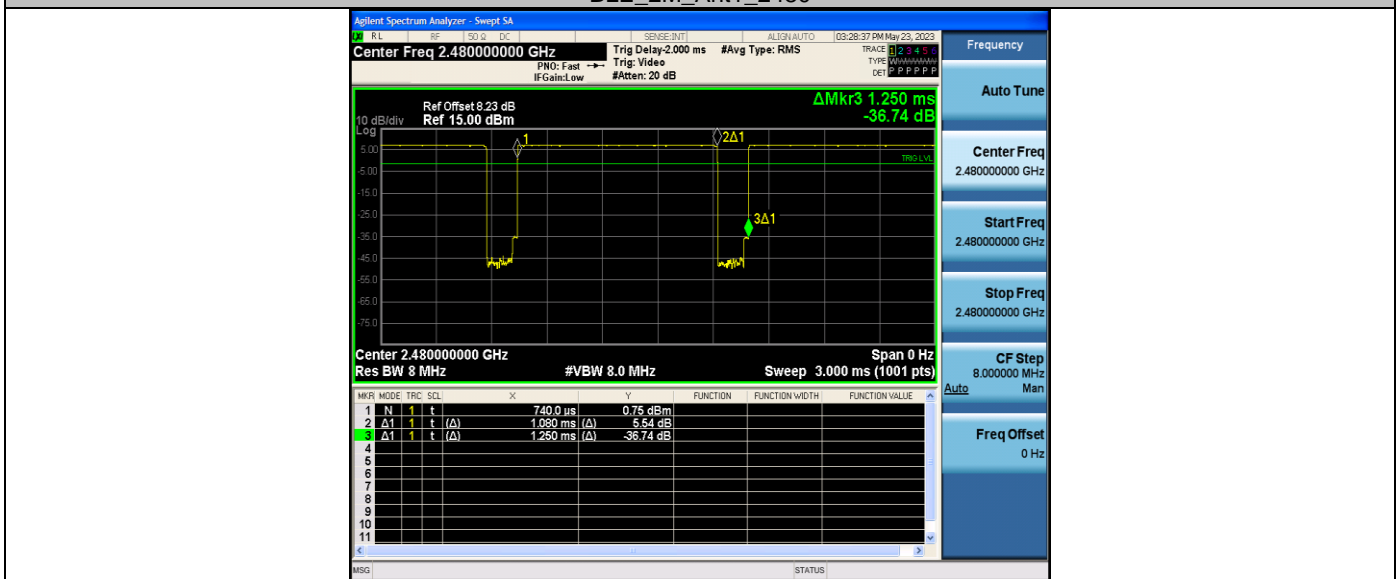 Agilent Spectrum Analyzer - Swept SA
RL RF 50 Ω DC SENSE:INT ALIGN AUTO 03:28:37 PM May 23, 2023
Center Freq 2.480000000 GHz
PNO: Fast
IFGain:Low
Trig Delay-2.000 ms
Trig: Video
#Atten: 20 dB
#Avg Type: RMS
TRACE 1 2 3 4 5 6
TYPE WWWWWW
DET P P P P P P
ΔMkr3 1.250 ms
-36.74 dB
Ref Offset 8.23 dB
10 dB/div Ref 15.00 dBm
Log
5.00
-5.00
-15.0
-25.0
-35.0
-45.0
-55.0
-65.0
-75.0
1
2Δ1
TRIG LVL
3Δ1
Center 2.480000000 GHz Span 0 Hz
Res BW 8 MHz #VBW 8.0 MHz Sweep 3.000 ms (1001 pts)
MKR MODE TRC SCL X Y FUNCTION FUNCTION WIDTH FUNCTION VALUE
1 N 1 t 740.0 us 0.75 dBm
2 Δ1 1 t (Δ) 1.080 ms (Δ) 5.54 dB
3 Δ1 1 t (Δ) 1.250 ms (Δ) -36.74 dB
4
5
6
7
8
9
10
11
MSG STATUS
Frequency
Auto Tune
Center Freq
2.480000000 GHz
Start Freq
2.480000000 GHz
Stop Freq
2.480000000 GHz
CF Step
8.000000 MHz
Auto Man
Freq Offset
0 Hz